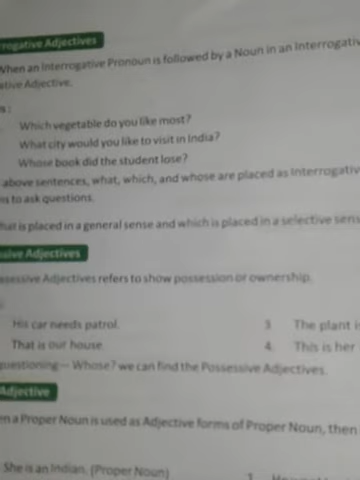 rrogative Adjectives
When an Interrogative Pronoun is followed by a Noun in an Interrogativ
ative Adjective.
s :
Which vegetable do you like most?
What city would you like to visit in India?
Whose book did the student lose?
above sentences, what, which, and whose are placed as Interrogativ
ns to ask questions.
hat is placed in a general sense and which is placed in a selective sens
sive Adjectives
ssessive Adjectives refers to show possession or ownership.
His car needs patrol. 3. The plant is
That is our house. 4. This is her
questioning — Whose? we can find the Possessive Adjectives.
Adjective
en a Proper Noun is used as Adjective forms of Proper Noun, then
She is an Indian. (Proper Noun) 1.